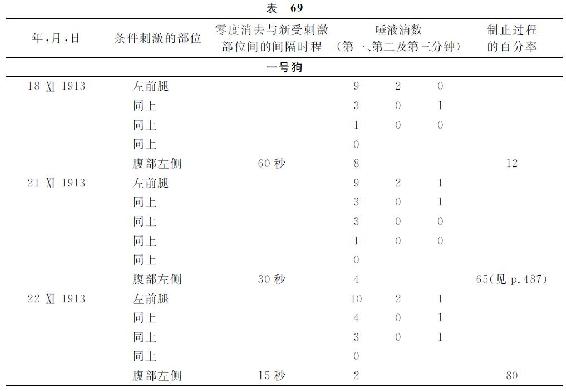 表 69
年,月,日 条件刺激的部位 零度消去与新受刺激部位间的间隔时程 唾液滴数(第一、第二及第三分钟) 制止过程的百分率
一号狗
18 Ⅺ 1913 左前腿 9 2 0
同上 3 0 1
同上 1 0 0
同上 0
腹部左侧 60秒 8 12
21 Ⅺ 1913 左前腿 9 2 1
同上 3 0 1
同上 3 0 0
同上 1 0 0
同上 0
腹部左侧 30秒 4 65(见p.487)
22 Ⅺ 1913 左前腿 10 2 1
同上 4 0 1
同上 3 0 1
同上 0
腹部左侧 15秒 2 80